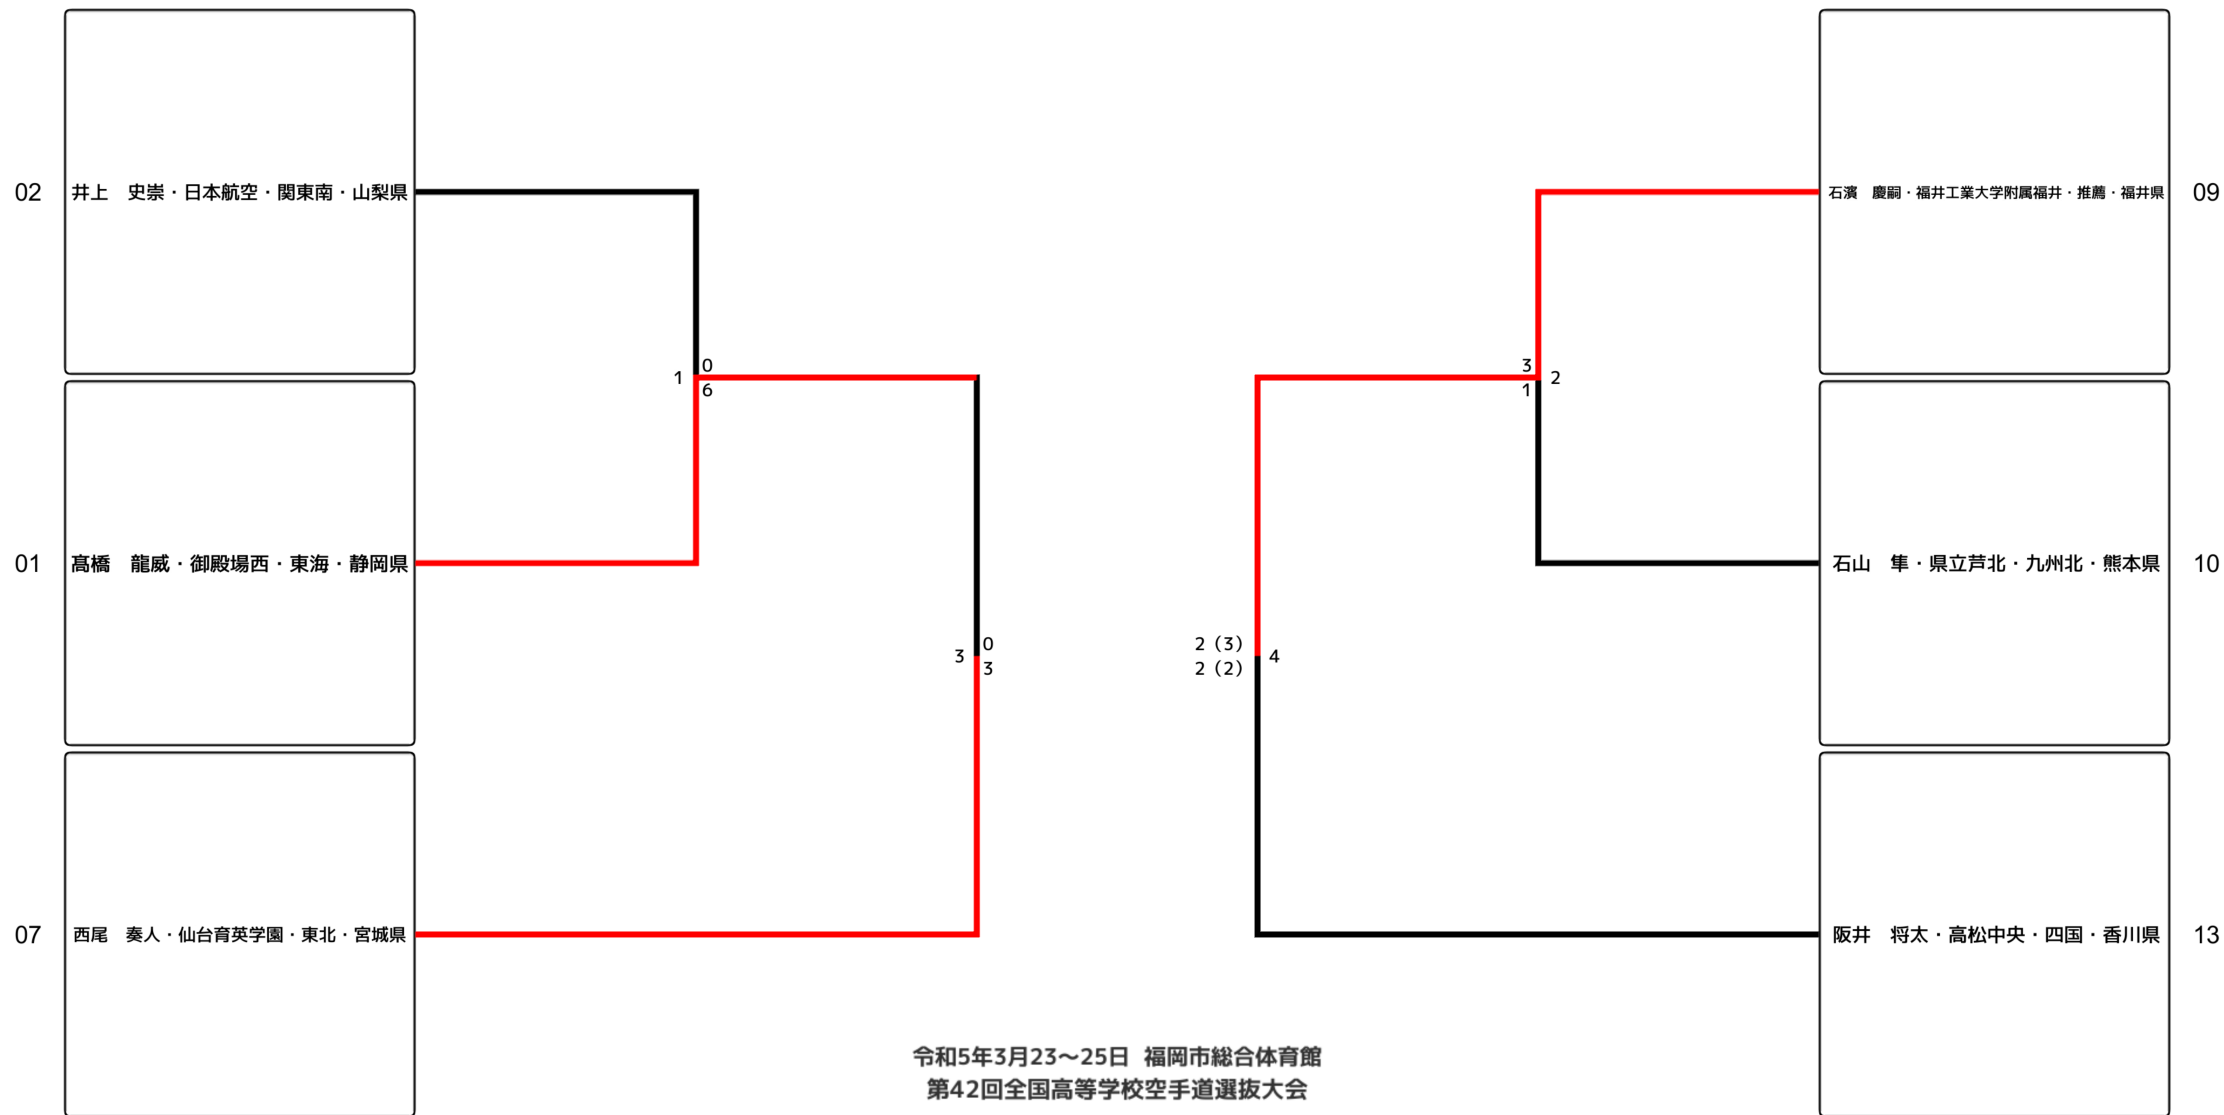 02
井上　史崇・日本航空・関東南・山梨県
01
髙橋　龍威・御殿場西・東海・静岡県
07
西尾　奏人・仙台育英学園・東北・宮城県
1
0
6
3
0
3
石濱　慶嗣・福井工業大学附属福井・推薦・福井県
09
石山　隼・県立芦北・九州北・熊本県
10
阪井　将太・高松中央・四国・香川県
13
3
1
2
2（3）
2（2）
4
令和5年3月23〜25日 福岡市総合体育館
第42回全国高等学校空手道選抜大会